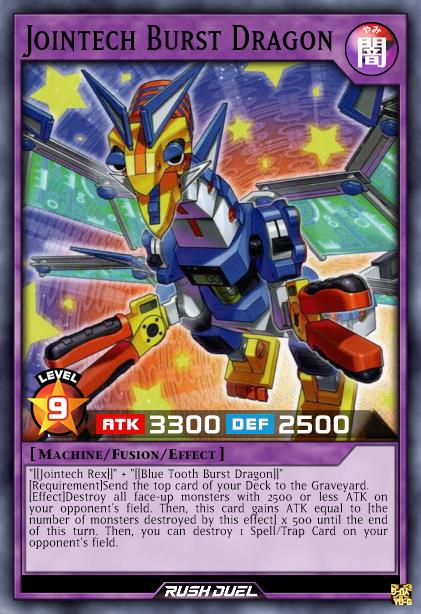 Jointech Burst Dragon
やみ
闇
LEVEL
9
ATK 3300 DEF 2500
[Machine/Fusion/Effect]
"[[Jointech Rex]]" + "[[Blue Tooth Burst Dragon]]"
[Requirement]Send the top card of your Deck to the Graveyard.
[Effect]Destroy all face-up monsters with 2500 or less ATK on
your opponent's field. Then, this card gains ATK equal to [the
number of monsters destroyed by this effect] x 500 until the end
of this turn. Then, you can destroy 1 Spell/Trap Card on your
opponent's field.
RUSH DUEL